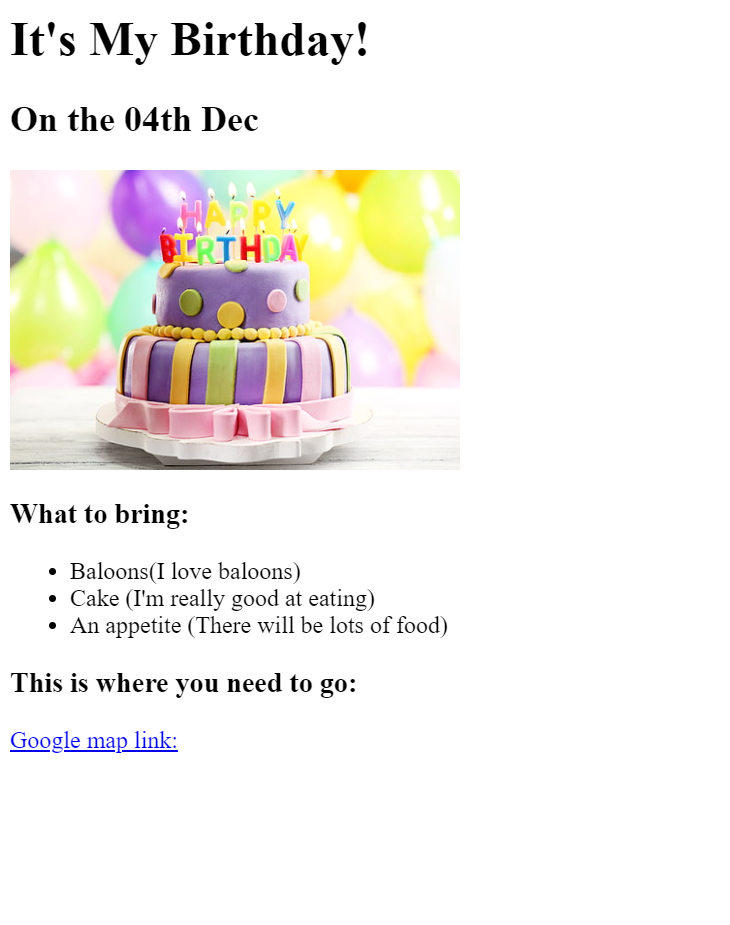 It's My Birthday!
On the 04th Dec
HAPPY
BIRTHDAY
What to bring:
Baloons(I love baloons)
Cake (I'm really good at eating)
An appetite (There will be lots of food)
This is where you need to go:
Google map link: